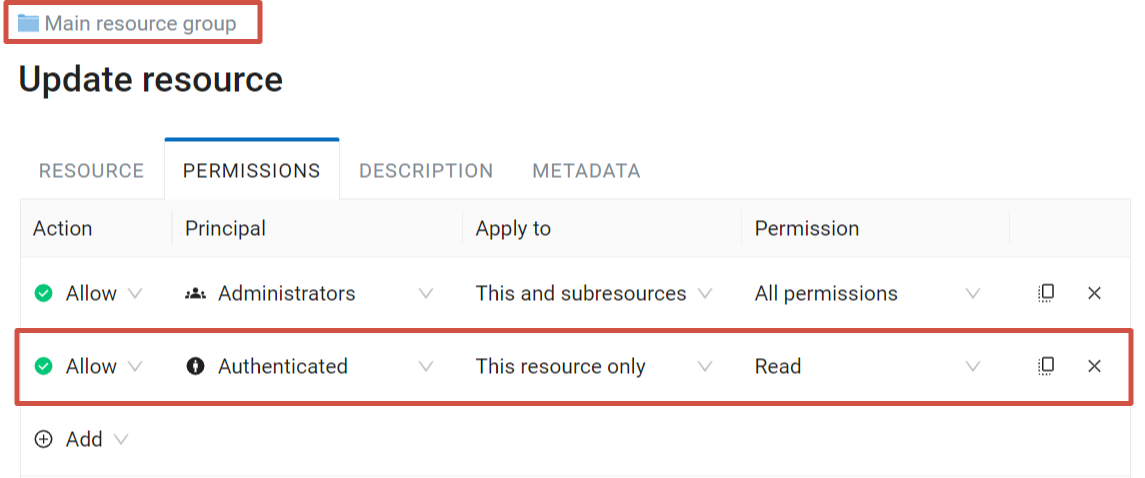 Main resource group
Update resource
RESOURCE PERMISSIONS DESCRIPTION METADATA
Action Principal Apply to Permission
Allow Administrators This and subresources All permissions
Allow Authenticated This resource only Read
Add